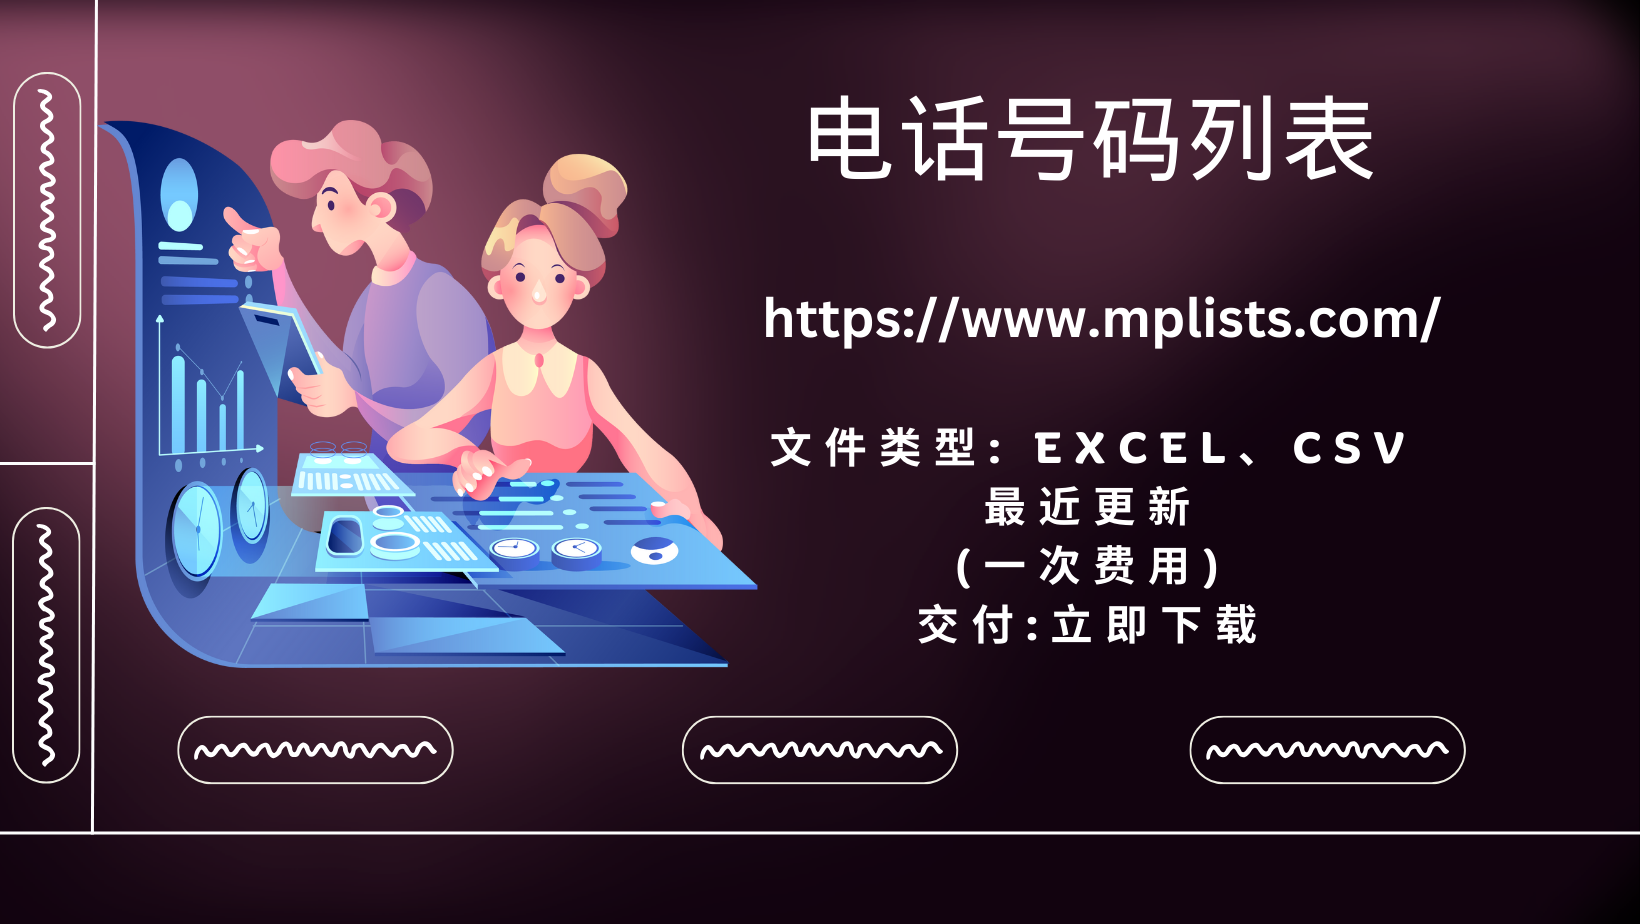 电话号码列表
https://www.mplists.com/
文件类型: EXCEL、CSV
最近更新
(一次费用)
交付:立即下载